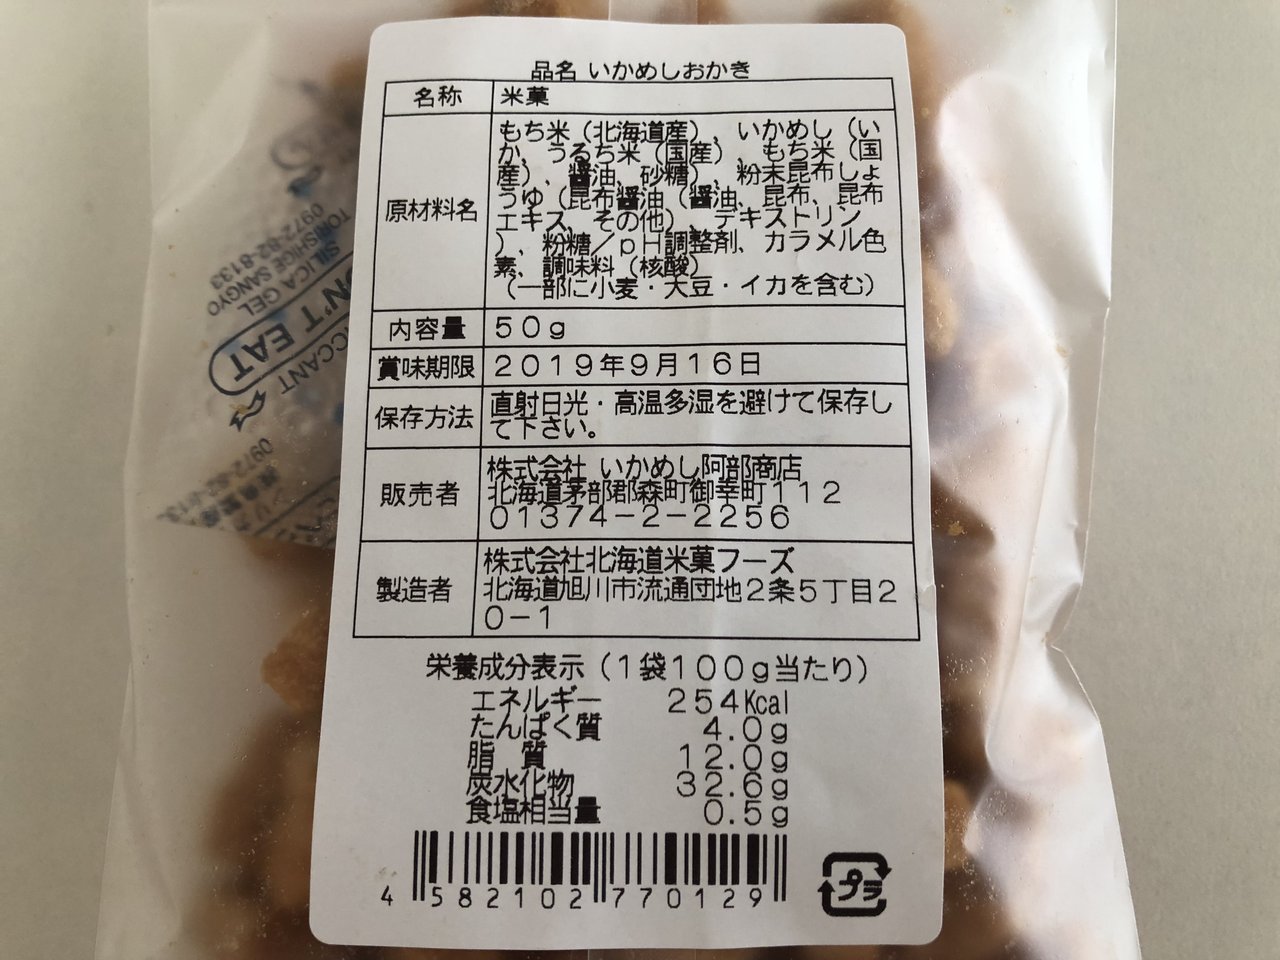 品名 いかめしおかき
名称 米菓
原材料名 もち米（北海道産）、いかめし（い
か、うるち米（国産）、もち米（国
産）、醤油、砂糖）、粉末昆布しょ
うゆ（昆布醤油（醤油、昆布、昆布
エキス、その他）、デキストリン
）、粉糖／ｐＨ調整剤、カラメル色
素、調味料（核酸）
（一部に小麦・大豆・イカを含む）
内容量 ５０ｇ
賞味期限 ２０１９年９月１６日
保存方法 直射日光・高温多湿を避けて保存し
て下さい。
販売者 株式会社 いかめし阿部商店
北海道茅部郡森町御幸町１１２
０１３７４－２－２２５６
製造者 株式会社北海道米菓フーズ
北海道旭川市流通団地２条５丁目２
０－１
栄養成分表示（１袋１００ｇ当たり）
エネルギー ２５４Kcal
たんぱく質 ４.０ｇ
脂 質 １２.０ｇ
炭水化物 ３２.６ｇ
食塩相当量 ０.５ｇ
4 582102 770129
プラ
0972-82-8133
TORISHIGE SANGYO
SILICA GEL
N'T EAT
CCANT